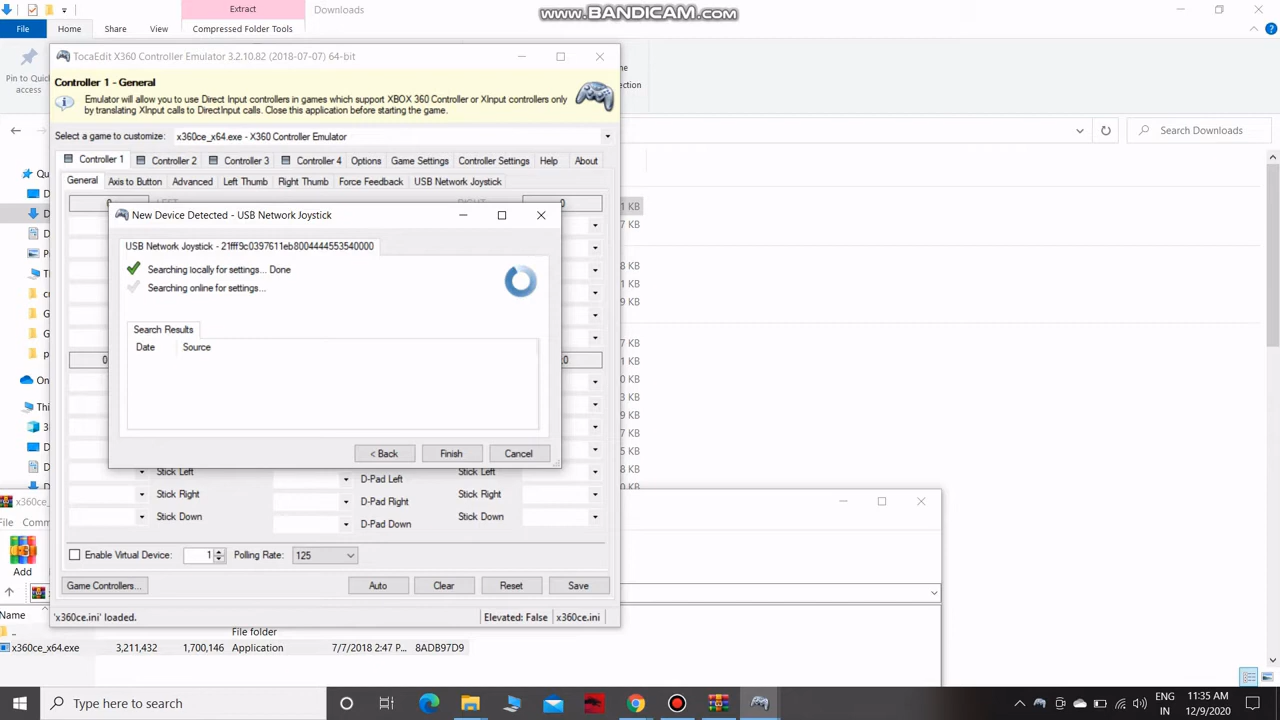 Extract
Downloads
www.BANDICAM.com
File
Home
Share
View
Compressed Folder Tools
Pin to Quick
access
TocaEdit X360 Controller Emulator 3.2.10.82 (2018-07-07) 64-bit
Controller 1 - General
Emulator will allow you to use Direct Input controllers in games which support XBOX 360 Controller or XInput controllers only
by translating XInput calls to DirectInput calls. Close this application before starting the game.
Select a game to customize:
x360ce_x64.exe - X360 Controller Emulator
Search Downloads
Controller 1
Controller 2
Controller 3
Controller 4
Options
Game Settings
Controller Settings
Help
About
General
Axis to Button
Advanced
Left Thumb
Right Thumb
Force Feedback
USB Network Joystick
New Device Detected - USB Network Joystick
USB Network Joystick - 21fff9c0397611eb8004444553540000
Searching locally for settings... Done
Searching online for settings...
Search Results
Date
Source
< Back
Finish
Cancel
Stick Left
D-Pad Left
Stick Left
Stick Right
D-Pad Right
Stick Right
Stick Down
D-Pad Down
Stick Down
Enable Virtual Device:
1
Polling Rate:
125
Game Controllers...
Auto
Clear
Reset
Save
'x360ce.ini' loaded.
Elevated: False
x360ce.ini
Add
Name
..
File folder
x360ce_x64.exe
3,211,432
1,700,146
Application
7/7/2018 2:47 P...
8ADB97D9
Type here to search
ENG
IN
11:35 AM
12/9/2020